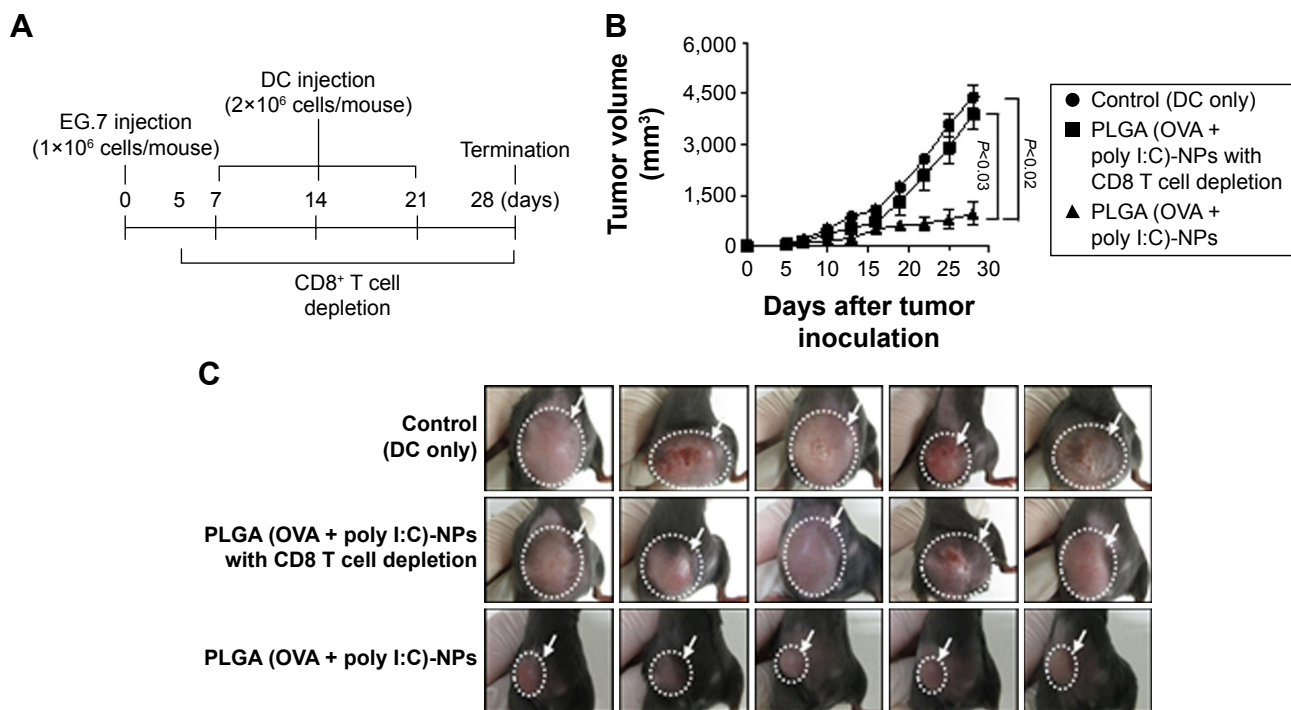 A
DC injection
(2×10⁶ cells/mouse)
EG.7 injection
(1×10⁶ cells/mouse)
Termination
0 5 7 14 21 28 (days)
CD8⁺ T cell
depletion
B
6,000
4,500
3,000
1,500
0
Tumor volume
(mm³)
0 5 10 15 20 25 30
Days after tumor
inoculation
P<0.03
P<0.02
Control (DC only)
PLGA (OVA +
poly I:C)-NPs with
CD8 T cell depletion
PLGA (OVA +
poly I:C)-NPs
C
Control
(DC only)
PLGA (OVA + poly I:C)-NPs
with CD8 T cell depletion
PLGA (OVA + poly I:C)-NPs